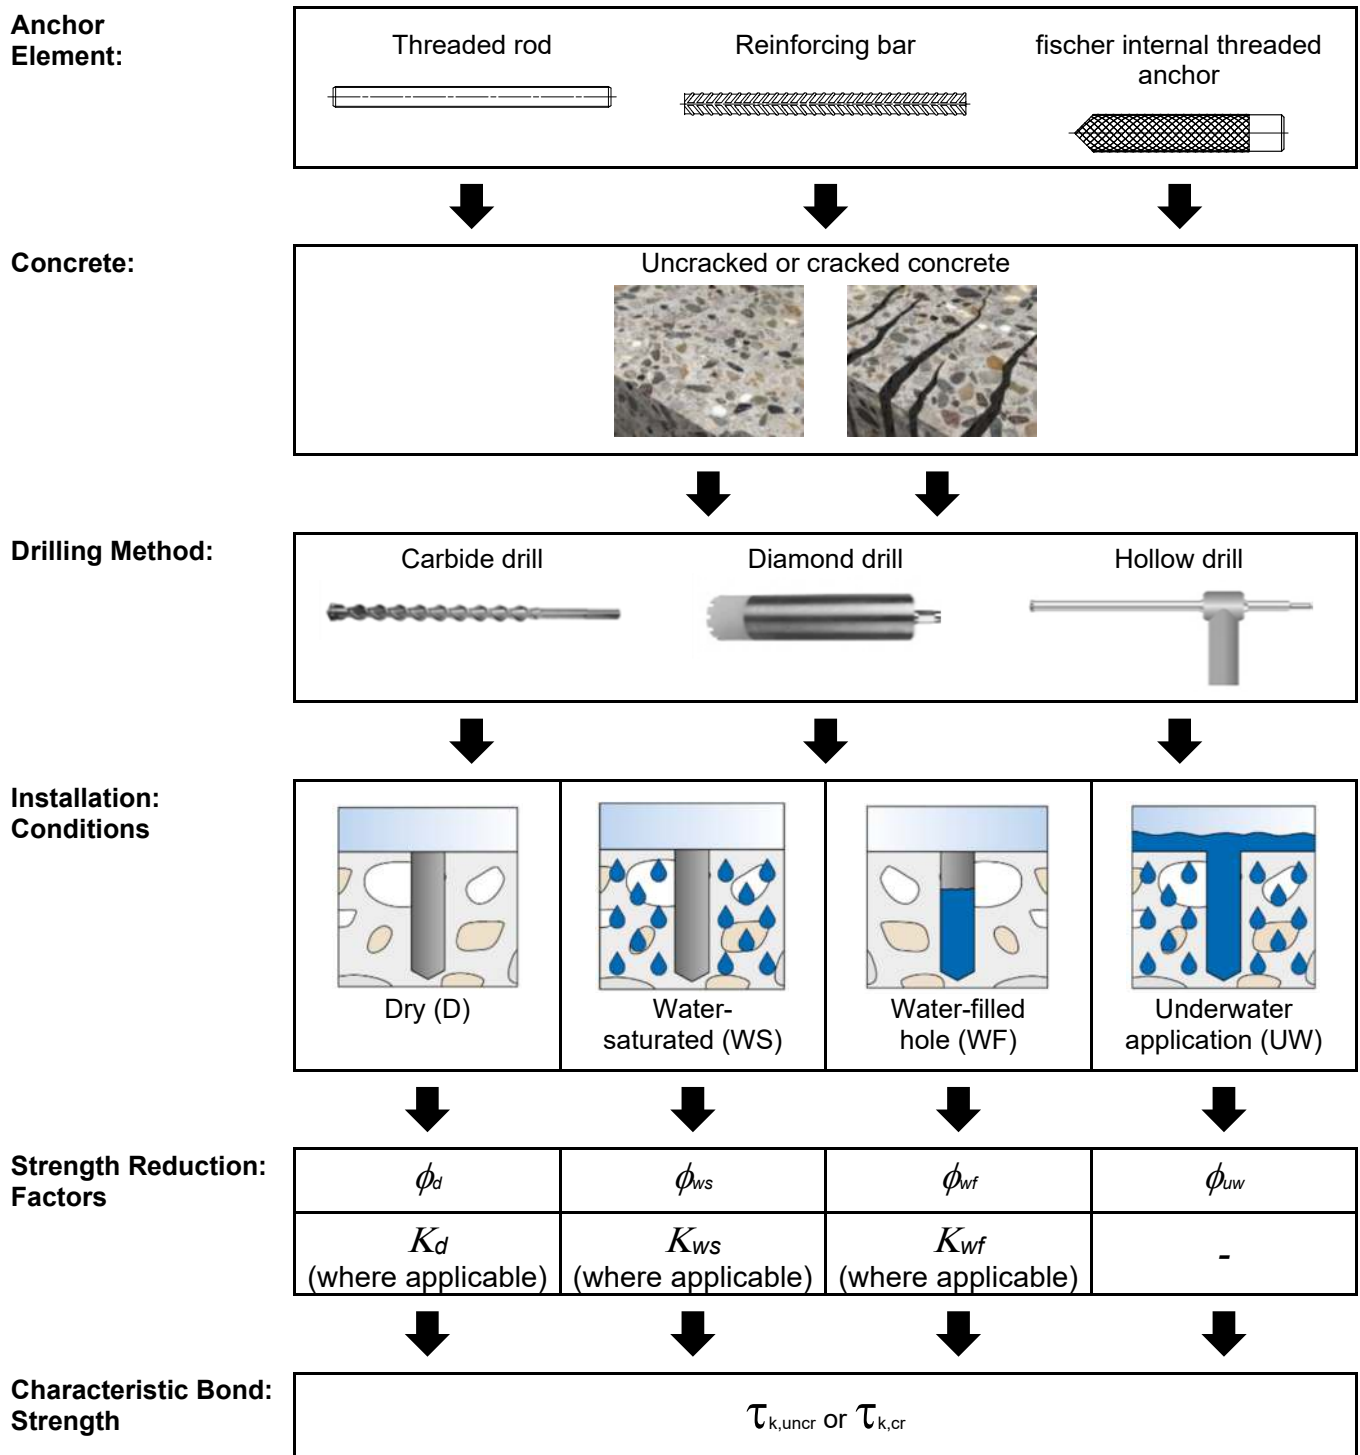 Anchor
Element:
Threaded rod
Reinforcing bar
fischer internal threaded
anchor
Concrete:
Uncracked or cracked concrete
Drilling Method:
Carbide drill
Diamond drill
Hollow drill
Installation:
Conditions
Dry (D)
Water-
saturated (WS)
Water-filled
hole (WF)
Underwater
application (UW)
Strength Reduction:
Factors
ϕd
ϕws
ϕwf
ϕuw
Kd
(where applicable)
Kws
(where applicable)
Kwf
(where applicable)
-
Characteristic Bond:
Strength
τk,uncr or τk,cr